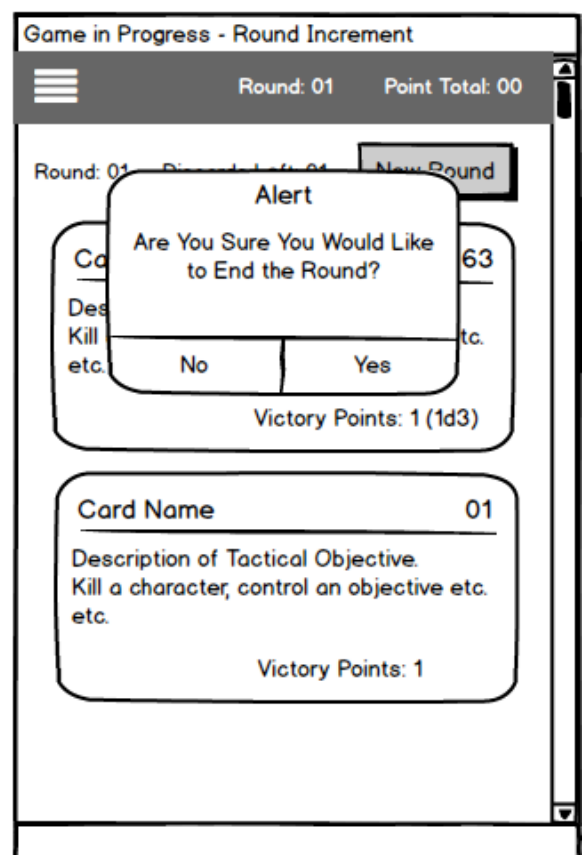 Game in Progress - Round Increment
Round: 01 Point Total: 00
Round: 01 New Round
Alert
Are You Sure You Would Like
to End the Round?
63
Kill
etc.
No Yes
Victory Points: 1 (1d3)
Card Name 01
Description of Tactical Objective.
Kill a character, control an objective etc.
etc.
Victory Points: 1